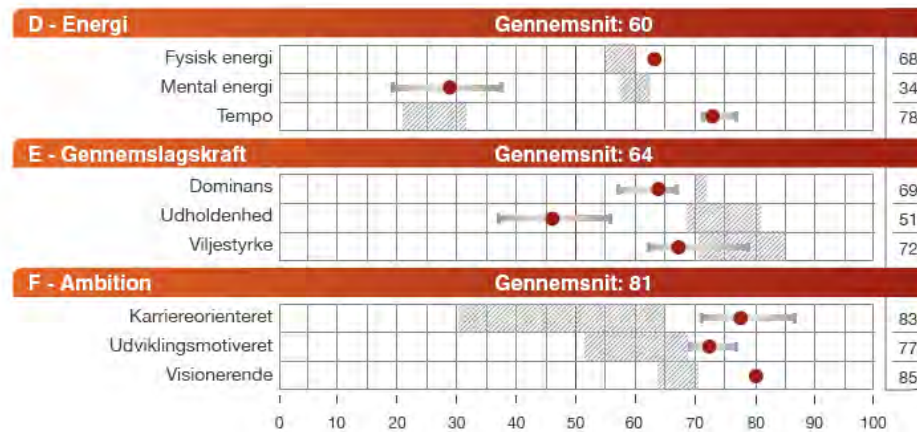 D - Energi Gennemsnit: 60
Fysisk energi 68
Mental energi 34
Tempo 78
E - Gennemslagskraft Gennemsnit: 64
Dominans 69
Udholdenhed 51
Viljestyrke 72
F - Ambition Gennemsnit: 81
Karriereorienteret 83
Udviklingsmotiveret 77
Visionerende 85
0 10 20 30 40 50 60 70 80 90 100